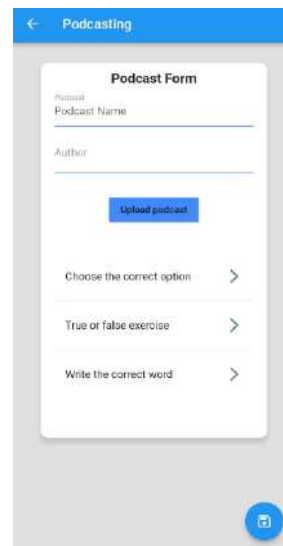 Podcasting
Podcast Form
Podcast
Podcast Name
Author
Upload podcast
Choose the correct option
True or false exercise
Write the correct word